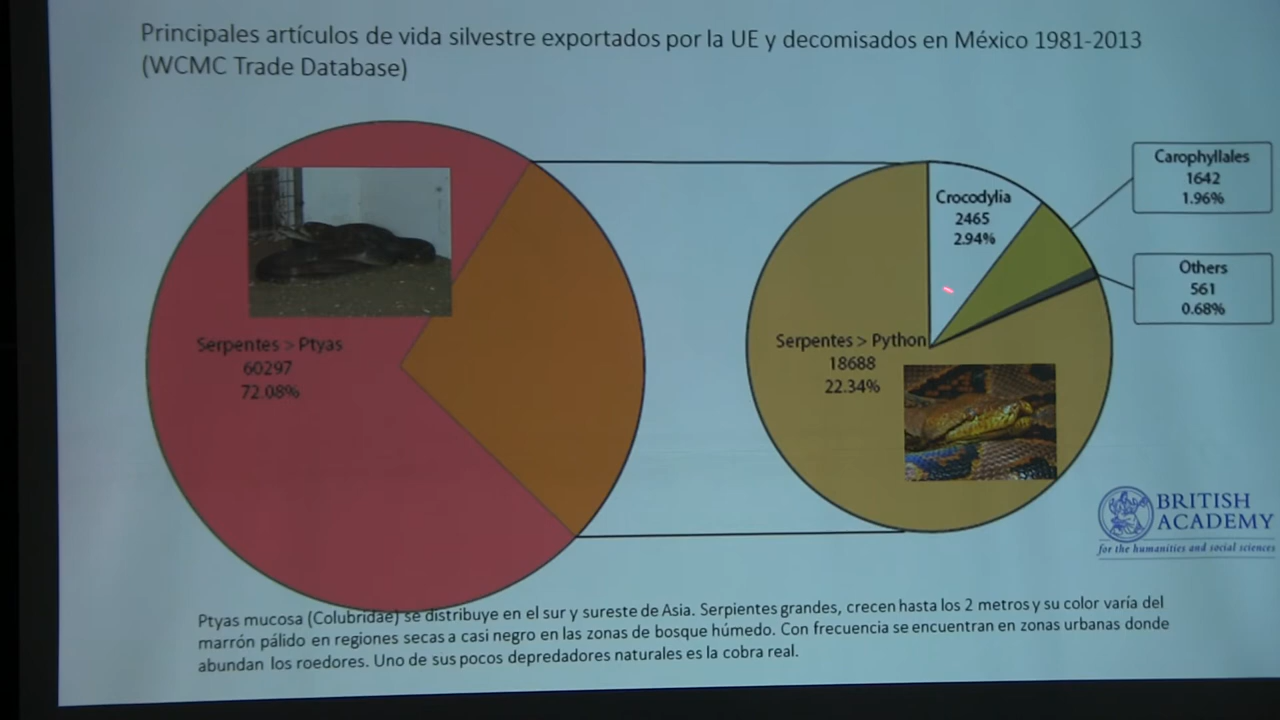 Principales artículos de vida silvestre exportados por la UE y decomisados en México 1981-2013
(WCMC Trade Database)
Serpentes > Ptyas
60297
72.08%
Serpentes > Python
18688
22.34%
Crocodylia
2465
2.94%
Carophyllales
1642
1.96%
Others
561
0.68%
BRITISH
ACADEMY
for the humanities and social sciences
Ptyas mucosa (Colubridae) se distribuye en el sur y sureste de Asia. Serpientes grandes, crecen hasta los 2 metros y su color varía del
marrón pálido en regiones secas a casi negro en las zonas de bosque húmedo. Con frecuencia se encuentran en zonas urbanas donde
abundan los roedores. Uno de sus pocos depredadores naturales es la cobra real.